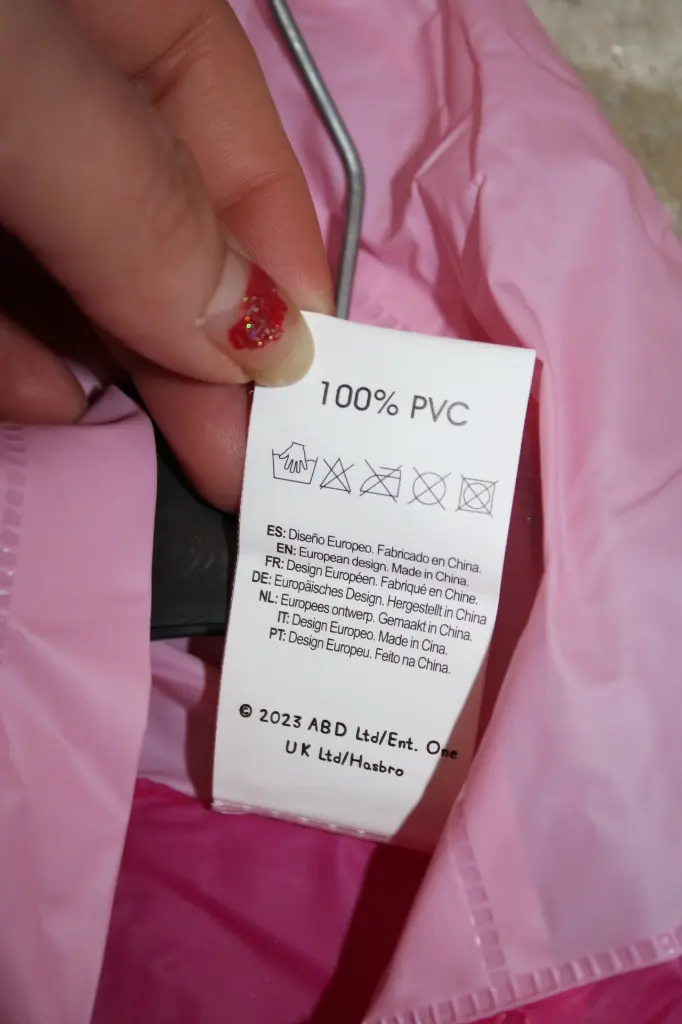 100% PVC
ES: Diseño Europeo. Fabricado en China.
EN: European design. Made in China.
FR: Design Européen. Fabriqué en Chine.
DE: Europäisches Design. Hergestellt in China
NL: Europees ontwerp. Gemaakt in China.
IT: Design Europeo. Made in Cina.
PT: Design Europeu. Feito na China.
© 2023 ABD Ltd/Ent. One
UK Ltd/Hasbro